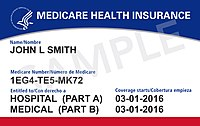 MEDICARE HEALTH INSURANCE
SAMPLE
Name/Nombre
JOHN L SMITH
Medicare Number/Número de Medicare
1EG4-TE5-MK72
Entitled to/Con derecho a Coverage starts/Cobertura empieza
HOSPITAL (PART A) 03-01-2016
MEDICAL (PART B) 03-01-2016